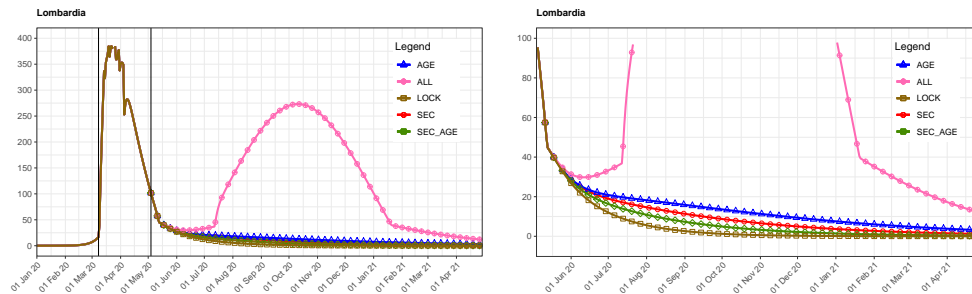 Lombardia
400
350
300
250
200
150
100
50
0
Legend
AGE
ALL
LOCK
SEC
SEC_AGE
01 Jan 20
01 Feb 20
01 Mar 20
01 Apr 20
01 May 20
01 Jun 20
01 Jul 20
01 Aug 20
01 Sep 20
01 Oct 20
01 Nov 20
01 Dec 20
01 Jan 21
01 Feb 21
01 Mar 21
01 Apr 21
Lombardia
100
80
60
40
20
0
Legend
AGE
ALL
LOCK
SEC
SEC_AGE
01 Jun 20
01 Jul 20
01 Aug 20
01 Sep 20
01 Oct 20
01 Nov 20
01 Dec 20
01 Jan 21
01 Feb 21
01 Mar 21
01 Apr 21